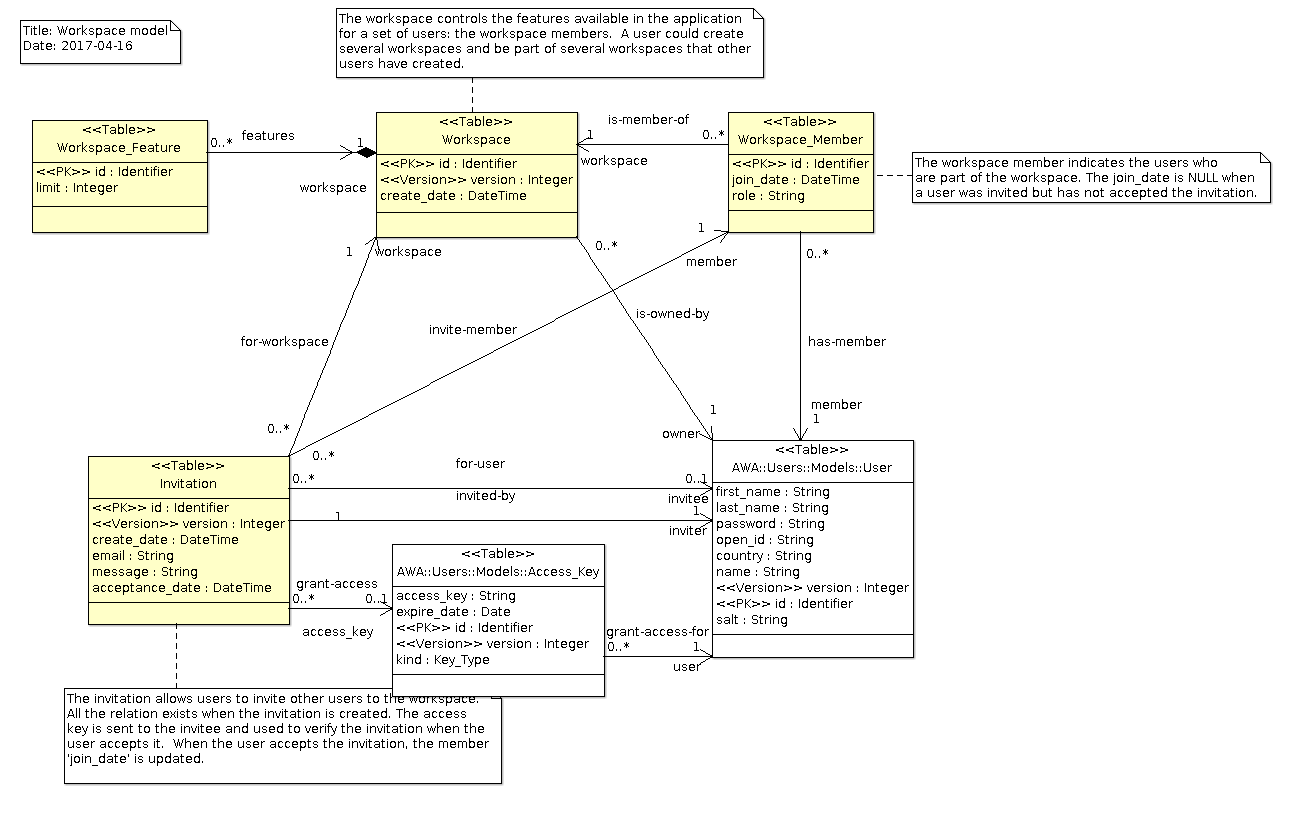 Title: Workspace model
Date: 2017-04-16
The workspace controls the features available in the application
for a set of users: the workspace members.  A user could create
several workspaces and be part of several workspaces that other
users have created.
<<Table>>
Workspace_Feature
<<PK>> id : Identifier
limit : Integer
0..*
features
1
workspace
<<Table>>
Workspace
<<PK>> id : Identifier
<<Version>> version : Integer
create_date : DateTime
is-member-of
1
0..*
workspace
<<Table>>
Workspace_Member
<<PK>> id : Identifier
join_date : DateTime
role : String
The workspace member indicates the users who
are part of the workspace. The join_date is NULL when
a user was invited but has not accepted the invitation.
1
workspace
for-workspace
0..*
1
member
invite-member
0..*
0..*
is-owned-by
1
owner
0..*
has-member
member
1
<<Table>>
Invitation
<<PK>> id : Identifier
<<Version>> version : Integer
create_date : DateTime
email : String
message : String
acceptance_date : DateTime
for-user
0..*
0..1
invitee
invited-by
1
1
inviter
<<Table>>
AWA::Users::Models::User
first_name : String
last_name : String
password : String
open_id : String
country : String
name : String
<<Version>> version : Integer
<<PK>> id : Identifier
salt : String
grant-access
0..*
0..1
access_key
<<Table>>
AWA::Users::Models::Access_Key
access_key : String
expire_date : Date
<<PK>> id : Identifier
<<Version>> version : Integer
kind : Key_Type
grant-access-for
0..*
1
user
The invitation allows users to invite other users to the workspace.
All the relation exists when the invitation is created. The access
key is sent to the invitee and used to verify the invitation when the
user accepts it.  When the user accepts the invitation, the member
'join_date' is updated.